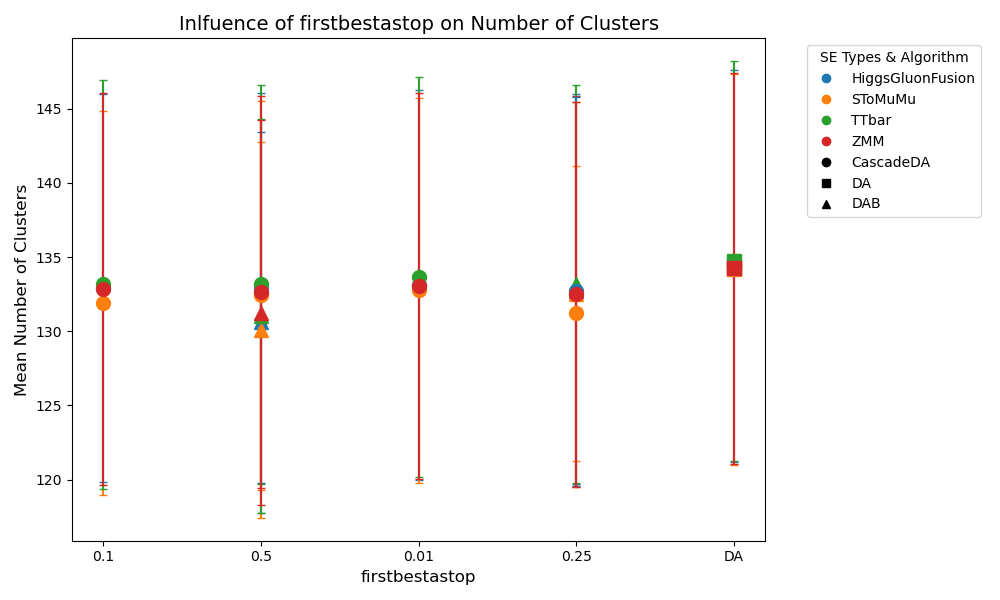 Inlfuence of firstbestastop on Number of Clusters
Mean Number of Clusters
145
140
135
130
125
120
0.1
0.5
0.01
0.25
DA
firstbestastop
SE Types & Algorithm
HiggsGluonFusion
SToMuMu
TTbar
ZMM
CascadeDA
DA
DAB